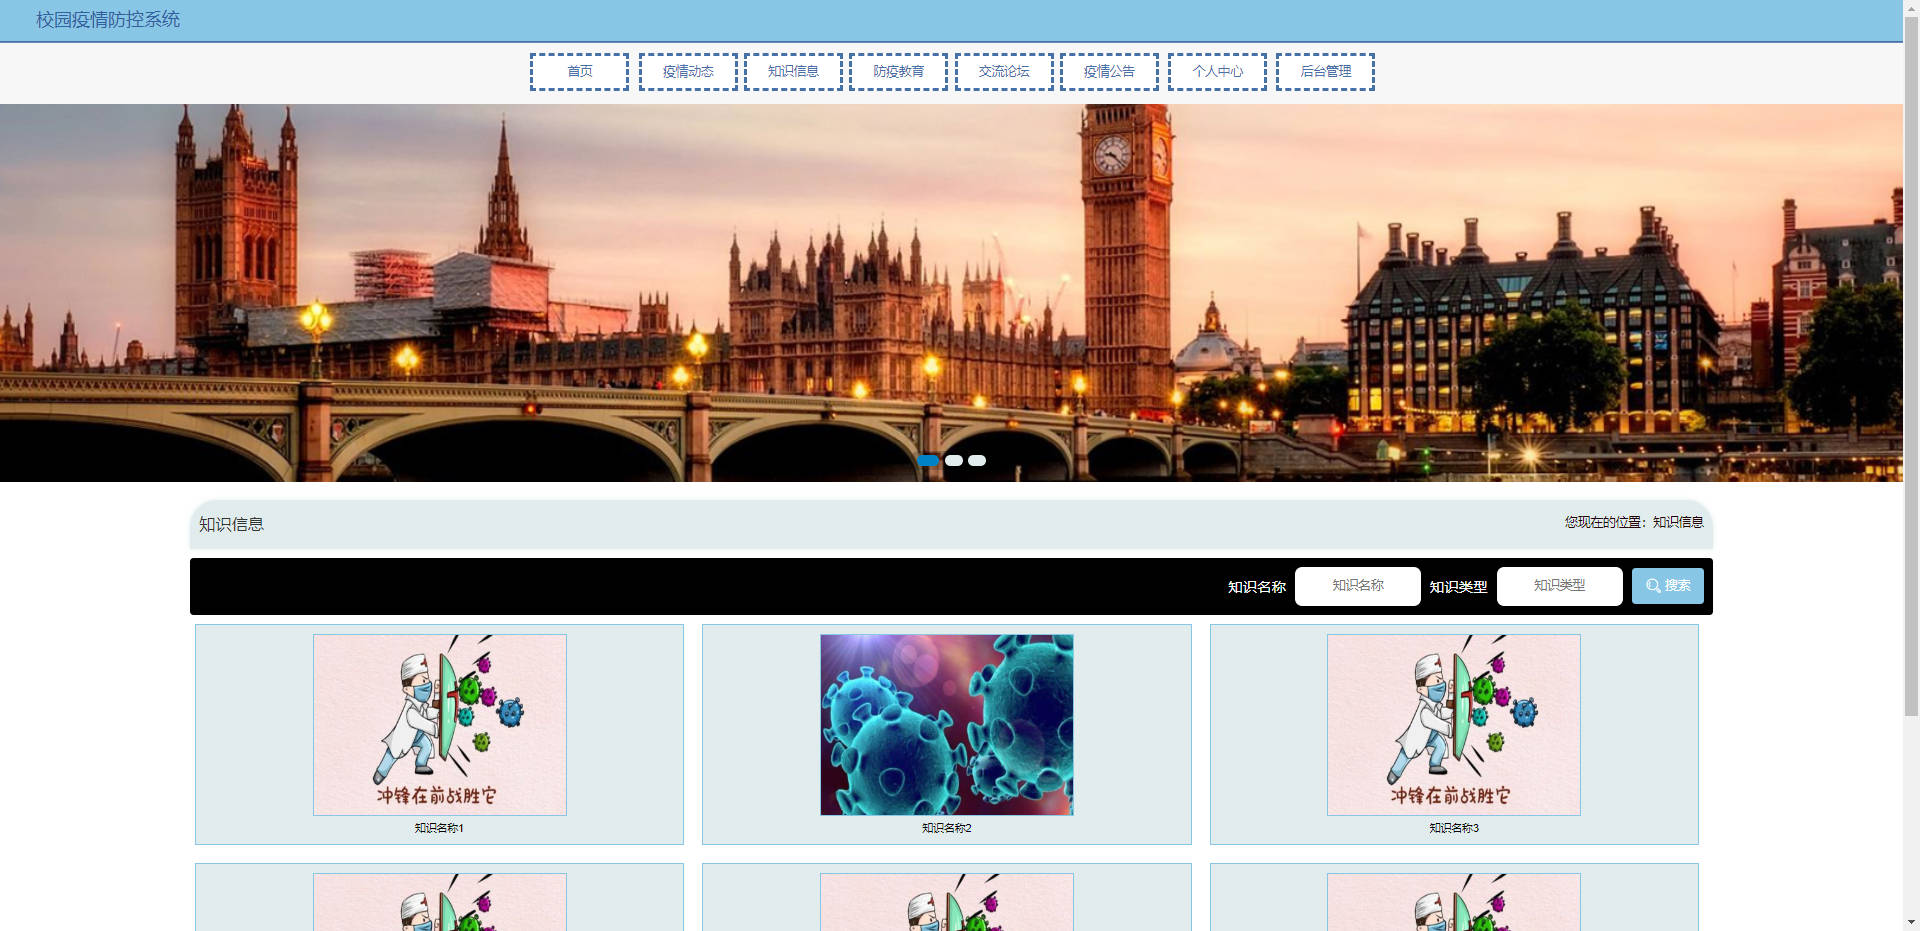 校园疫情防控系统
首页 疫情动态 知识信息 防疫教育 交流论坛 疫情公告 个人中心 后台管理
知识信息 您现在的位置：知识信息
知识名称 知识名称 知识类型 知识类型 搜索
冲锋在前战胜它 冲锋在前战胜它
知识名称1 知识名称2 知识名称3